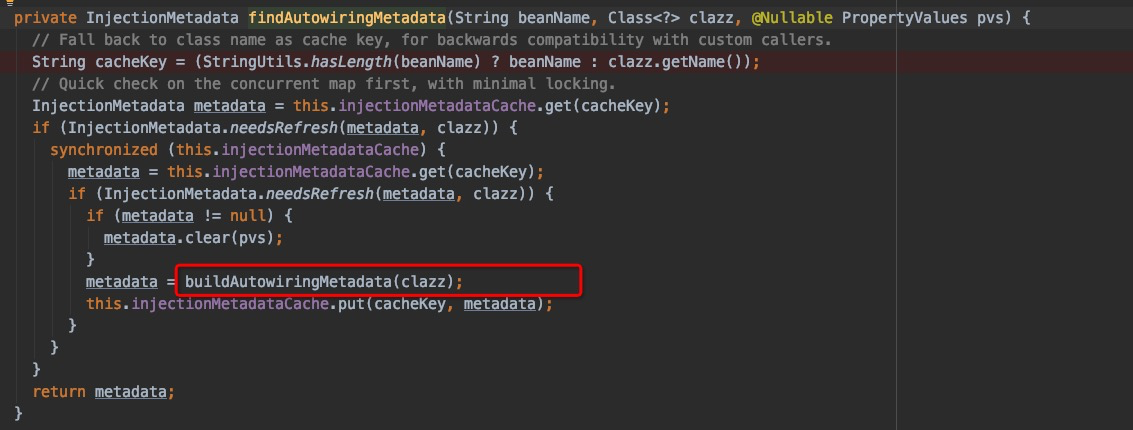 private InjectionMetadata findAutowiringMetadata(String beanName, Class<?> clazz, @Nullable PropertyValues pvs) {
// Fall back to class name as cache key, for backwards compatibility with custom callers.
String cacheKey = (StringUtils.hasLength(beanName) ? beanName : clazz.getName());
// Quick check on the concurrent map first, with minimal locking.
InjectionMetadata metadata = this.injectionMetadataCache.get(cacheKey);
if (InjectionMetadata.needsRefresh(metadata, clazz)) {
synchronized (this.injectionMetadataCache) {
metadata = this.injectionMetadataCache.get(cacheKey);
if (InjectionMetadata.needsRefresh(metadata, clazz)) {
if (metadata != null) {
metadata.clear(pvs);
}
metadata = buildAutowiringMetadata(clazz);
this.injectionMetadataCache.put(cacheKey, metadata);
}
}
}
return metadata;
}